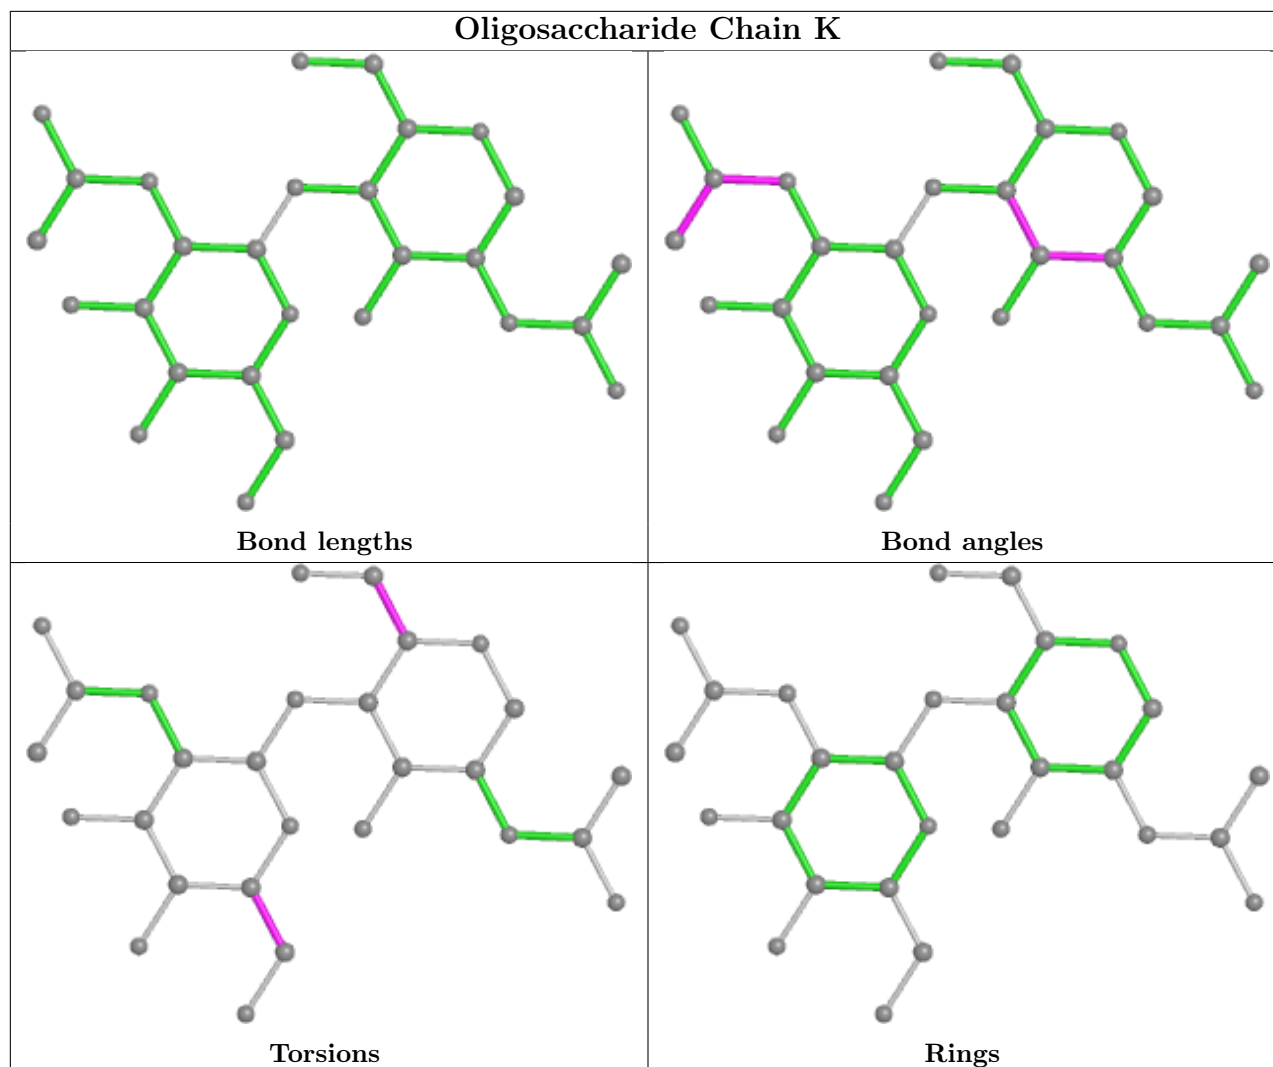 Oligosaccharide Chain K
Bond lengths
Bond angles
Torsions
Rings